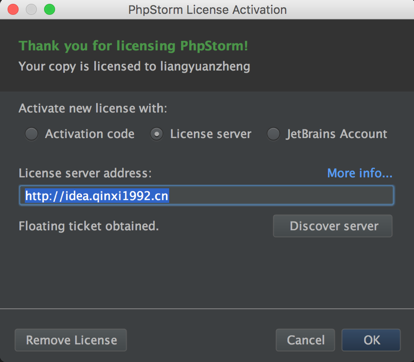 PhpStorm License Activation
Thank you for licensing PhpStorm!
Your copy is licensed to liangyuanzheng
Activate new license with:
Activation code License server JetBrains Account
License server address: More info...
http://idea.qinxi1992.cn
Floating ticket obtained. Discover server
Remove License Cancel OK